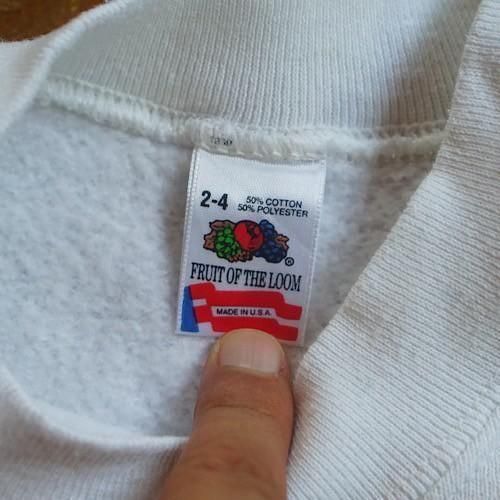 2-4
50% COTTON
50% POLYESTER
®
FRUIT OF THE LOOM
MADE IN U.S.A.